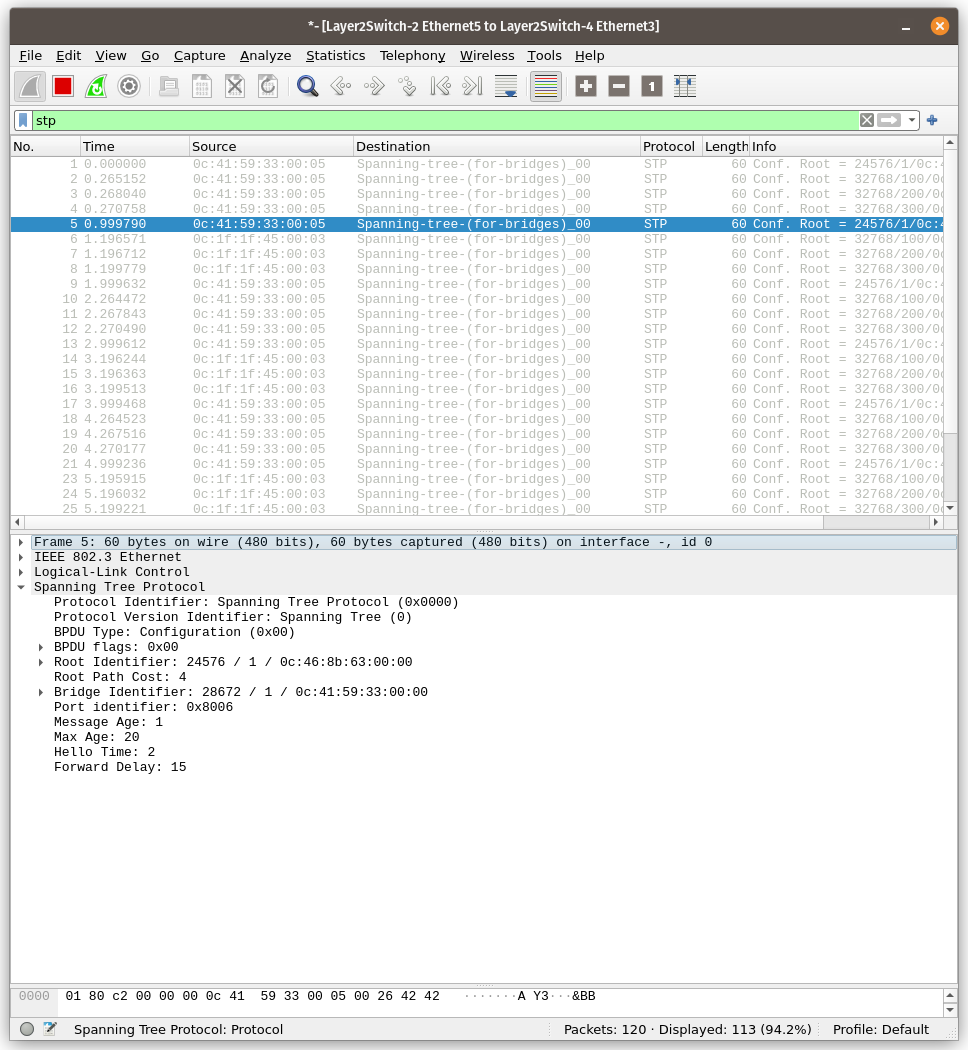 *- [Layer2Switch-2 Ethernet5 to Layer2Switch-4 Ethernet3]
File Edit View Go Capture Analyze Statistics Telephony Wireless Tools Help
1
stp
No. Time Source Destination Protocol Length Info
1 0.000000 0c:41:59:33:00:05 Spanning-tree-(for-bridges)_00 STP 60 Conf. Root = 24576/1/0c:4
2 0.265152 0c:41:59:33:00:05 Spanning-tree-(for-bridges)_00 STP 60 Conf. Root = 32768/100/0c
3 0.268040 0c:41:59:33:00:05 Spanning-tree-(for-bridges)_00 STP 60 Conf. Root = 32768/200/0c
4 0.270758 0c:41:59:33:00:05 Spanning-tree-(for-bridges)_00 STP 60 Conf. Root = 32768/300/0c
5 0.999790 0c:41:59:33:00:05 Spanning-tree-(for-bridges)_00 STP 60 Conf. Root = 24576/1/0c:4
6 1.196571 0c:1f:1f:45:00:03 Spanning-tree-(for-bridges)_00 STP 60 Conf. Root = 32768/100/0c
7 1.196712 0c:1f:1f:45:00:03 Spanning-tree-(for-bridges)_00 STP 60 Conf. Root = 32768/200/0c
8 1.199779 0c:1f:1f:45:00:03 Spanning-tree-(for-bridges)_00 STP 60 Conf. Root = 32768/300/0c
9 1.999632 0c:41:59:33:00:05 Spanning-tree-(for-bridges)_00 STP 60 Conf. Root = 24576/1/0c:4
10 2.264472 0c:41:59:33:00:05 Spanning-tree-(for-bridges)_00 STP 60 Conf. Root = 32768/100/0c
11 2.267843 0c:41:59:33:00:05 Spanning-tree-(for-bridges)_00 STP 60 Conf. Root = 32768/200/0c
12 2.270490 0c:41:59:33:00:05 Spanning-tree-(for-bridges)_00 STP 60 Conf. Root = 32768/300/0c
13 2.999612 0c:41:59:33:00:05 Spanning-tree-(for-bridges)_00 STP 60 Conf. Root = 24576/1/0c:4
14 3.196244 0c:1f:1f:45:00:03 Spanning-tree-(for-bridges)_00 STP 60 Conf. Root = 32768/100/0c
15 3.196363 0c:1f:1f:45:00:03 Spanning-tree-(for-bridges)_00 STP 60 Conf. Root = 32768/200/0c
16 3.199513 0c:1f:1f:45:00:03 Spanning-tree-(for-bridges)_00 STP 60 Conf. Root = 32768/300/0c
17 3.999468 0c:41:59:33:00:05 Spanning-tree-(for-bridges)_00 STP 60 Conf. Root = 24576/1/0c:4
18 4.264523 0c:41:59:33:00:05 Spanning-tree-(for-bridges)_00 STP 60 Conf. Root = 32768/100/0c
19 4.267516 0c:41:59:33:00:05 Spanning-tree-(for-bridges)_00 STP 60 Conf. Root = 32768/200/0c
20 4.270177 0c:41:59:33:00:05 Spanning-tree-(for-bridges)_00 STP 60 Conf. Root = 32768/300/0c
21 4.999236 0c:41:59:33:00:05 Spanning-tree-(for-bridges)_00 STP 60 Conf. Root = 24576/1/0c:4
23 5.195915 0c:1f:1f:45:00:03 Spanning-tree-(for-bridges)_00 STP 60 Conf. Root = 32768/100/0c
24 5.196032 0c:1f:1f:45:00:03 Spanning-tree-(for-bridges)_00 STP 60 Conf. Root = 32768/200/0c
25 5.199221 0c:1f:1f:45:00:03 Spanning-tree-(for-bridges)_00 STP 60 Conf. Root = 32768/300/0c
Frame 5: 60 bytes on wire (480 bits), 60 bytes captured (480 bits) on interface -, id 0
IEEE 802.3 Ethernet
Logical-Link Control
Spanning Tree Protocol
Protocol Identifier: Spanning Tree Protocol (0x0000)
Protocol Version Identifier: Spanning Tree (0)
BPDU Type: Configuration (0x00)
BPDU flags: 0x00
Root Identifier: 24576 / 1 / 0c:46:8b:63:00:00
Root Path Cost: 4
Bridge Identifier: 28672 / 1 / 0c:41:59:33:00:00
Port identifier: 0x8006
Message Age: 1
Max Age: 20
Hello Time: 2
Forward Delay: 15
0000 01 80 c2 00 00 00 0c 41 59 33 00 05 00 26 42 42 ·······A Y3···&BB
Spanning Tree Protocol: Protocol Packets: 120 · Displayed: 113 (94.2%) Profile: Default